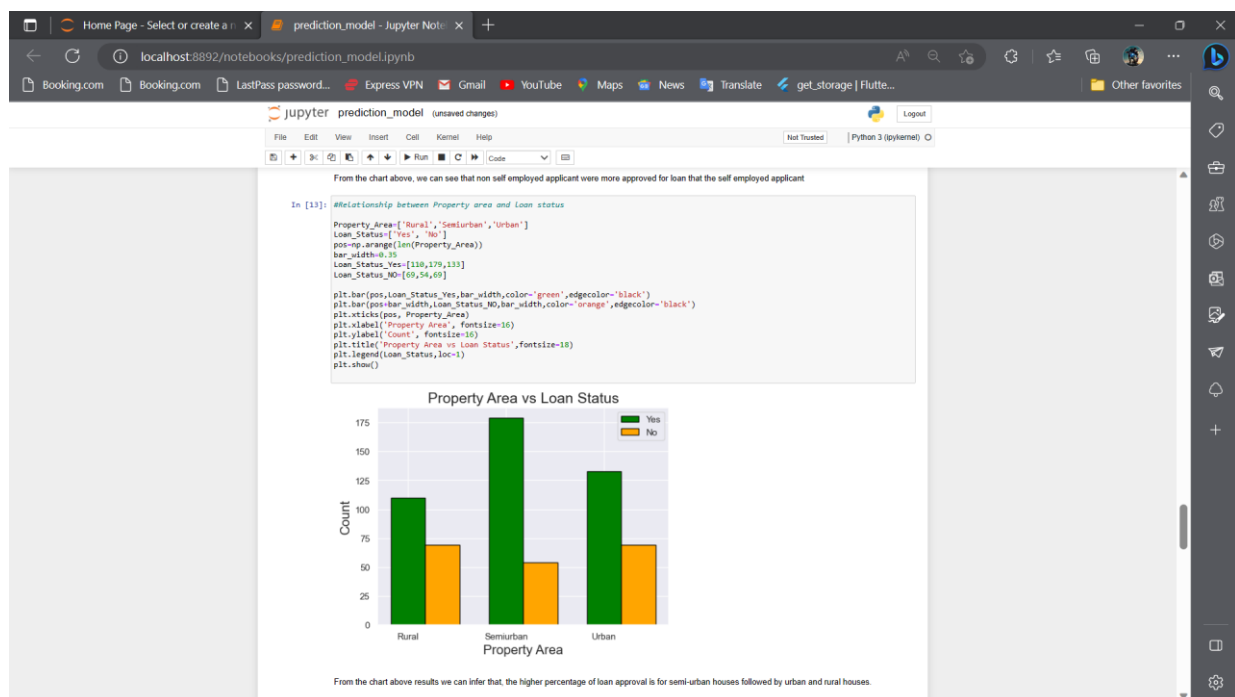 Home Page - Select or create a n
prediction_model - Jupyter Note
localhost:8892/notebooks/prediction_model.ipynb
Booking.com Booking.com LastPass password... Express VPN Gmail YouTube Maps News Translate get_storage | Flutte... Other favorites
jupyter prediction_model (unsaved changes) Logout
File Edit View Insert Cell Kernel Help Not Trusted Python 3 (ipykernel)
Run Code
From the chart above, we can see that non self employed applicant were more approved for loan that the self employed applicant
In [13]: #Relationship between Property area and Loan status
Property_Area=['Rural','Semiurban','Urban']
Loan_Status=['Yes', 'No']
pos=np.arange(len(Property_Area))
bar_width=0.35
Loan_Status_Yes=[110,179,133]
Loan_Status_NO=[69,54,69]
plt.bar(pos,Loan_Status_Yes,bar_width,color='green',edgecolor='black')
plt.bar(pos+bar_width,Loan_Status_NO,bar_width,color='orange',edgecolor='black')
plt.xticks(pos, Property_Area)
plt.xlabel('Property Area', fontsize=16)
plt.ylabel('Count', fontsize=16)
plt.title('Property Area vs Loan Status',fontsize=18)
plt.legend(Loan_Status,loc=1)
plt.show()
Property Area vs Loan Status
Yes
No
175
150
125
100
75
50
25
0
Count
Rural Semiurban Urban
Property Area
From the chart above results we can infer that, the higher percentage of loan approval is for semi-urban houses followed by urban and rural houses.